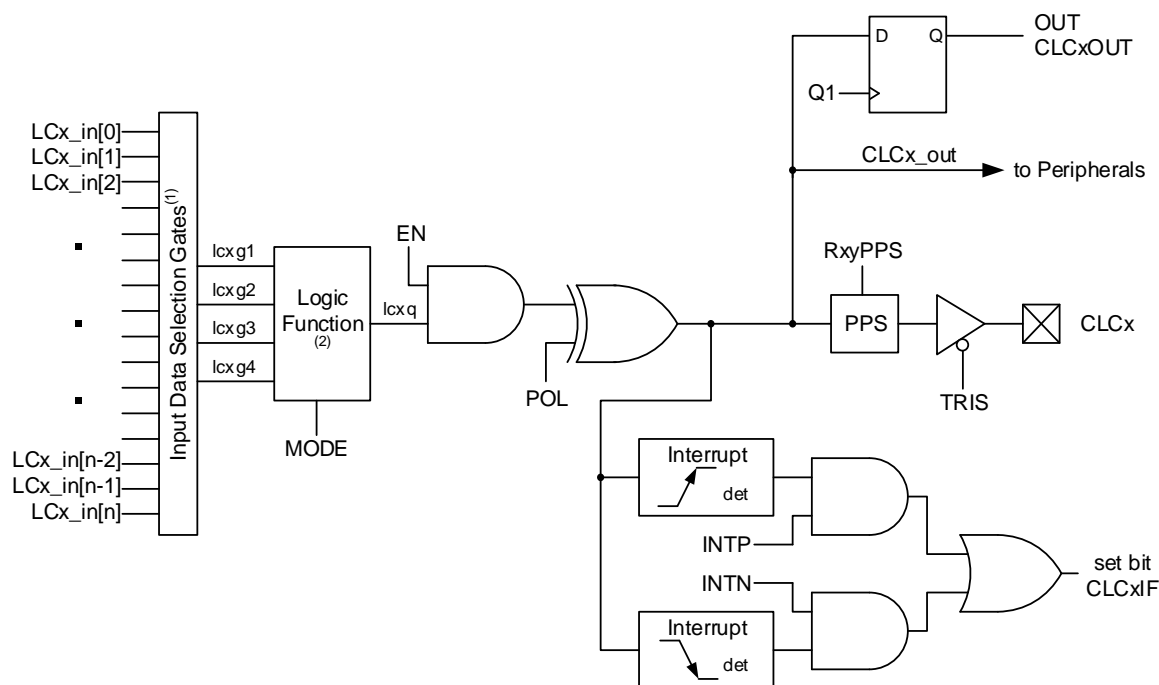 OUT
CLCxOUT
D
Q
Q1
LCx_in[0]
LCx_in[1]
LCx_in[2]
CLCx_out
to Peripherals
Input Data Selection Gates(1)
lcxg1
lcxg2
lcxg3
lcxg4
Logic
Function
(2)
MODE
EN
lcxq
POL
RxyPPS
PPS
CLCx
TRIS
LCx_in[n-2]
LCx_in[n-1]
LCx_in[n]
Interrupt
det
INTP
INTN
set bit
CLCxIF
Interrupt
det